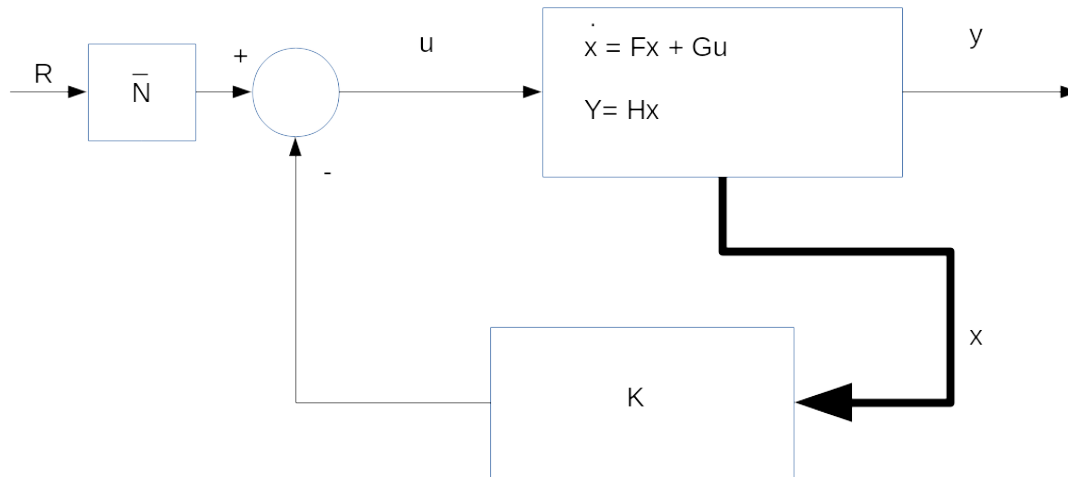 R
N̄
+
u
ẋ = Fx + Gu
Y= Hx
y
-
x
K